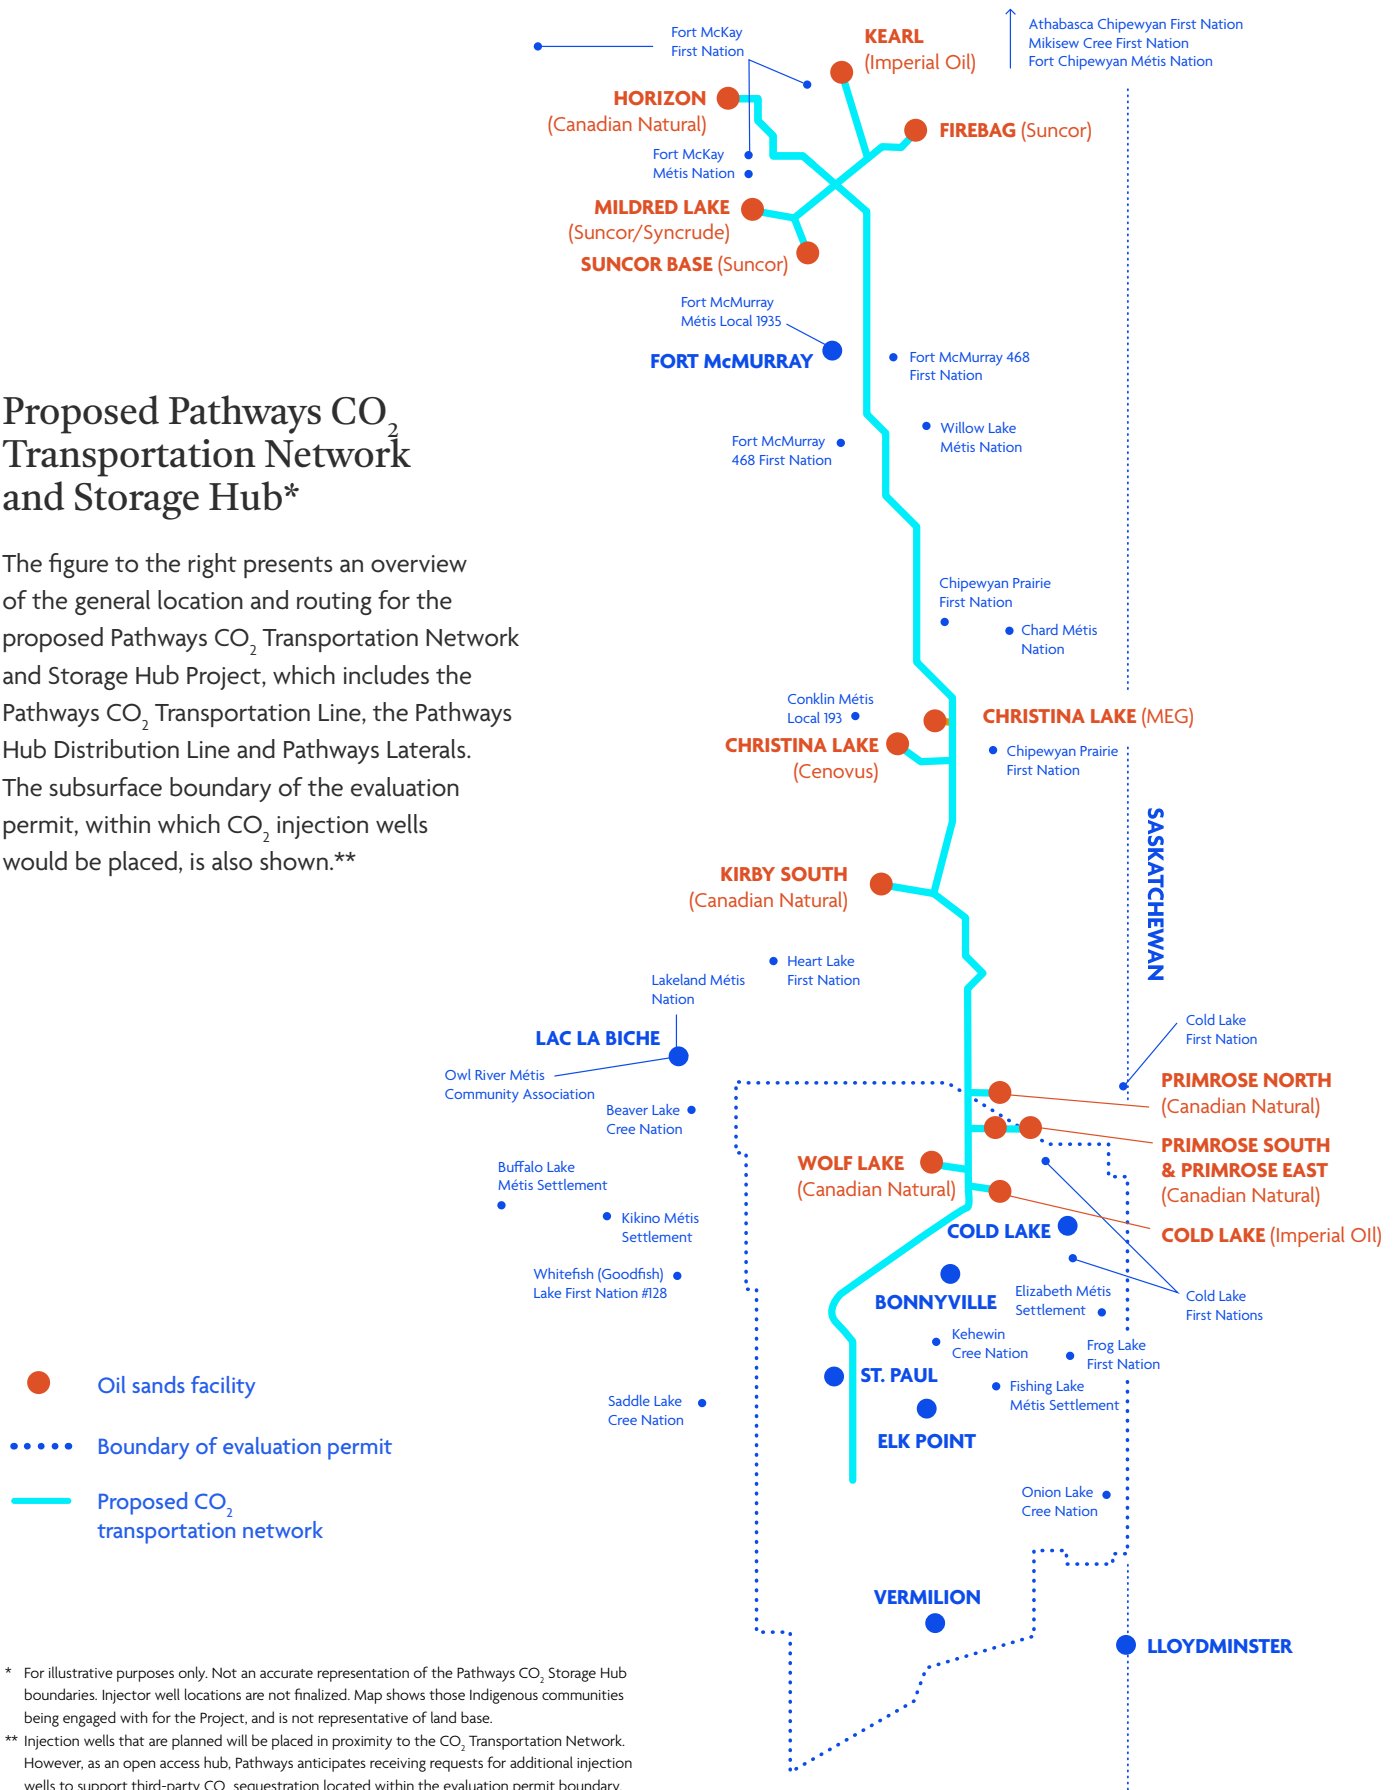 Fort McKay
First Nation
KEARL
(Imperial Oil)
Athabasca Chipewyan First Nation
Mikisew Cree First Nation
Fort Chipewyan Métis Nation
HORIZON
(Canadian Natural)
FIREBAG (Suncor)
Fort McKay
Métis Nation
MILDRED LAKE
(Suncor/Syncrude)
SUNCOR BASE (Suncor)
Fort McMurray
Métis Local 1935
FORT McMURRAY
Fort McMurray 468
First Nation
Proposed Pathways CO2
Transportation Network
and Storage Hub*
Willow Lake
Métis Nation
Fort McMurray
468 First Nation
The figure to the right presents an overview
of the general location and routing for the
proposed Pathways CO2 Transportation Network
and Storage Hub Project, which includes the
Pathways CO2 Transportation Line, the Pathways
Hub Distribution Line and Pathways Laterals.
The subsurface boundary of the evaluation
permit, within which CO2 injection wells
would be placed, is also shown.**
Chipewyan Prairie
First Nation
Chard Métis
Nation
Conklin Métis
Local 193
CHRISTINA LAKE (MEG)
CHRISTINA LAKE
(Cenovus)
Chipewyan Prairie
First Nation
SASKATCHEWAN
KIRBY SOUTH
(Canadian Natural)
Heart Lake
First Nation
Lakeland Métis
Nation
LAC LA BICHE
Cold Lake
First Nation
Owl River Métis
Community Association
PRIMROSE NORTH
(Canadian Natural)
Beaver Lake
Cree Nation
PRIMROSE SOUTH
& PRIMROSE EAST
(Canadian Natural)
WOLF LAKE
(Canadian Natural)
Buffalo Lake
Métis Settlement
Kikino Métis
Settlement
COLD LAKE
COLD LAKE (Imperial OIl)
Whitefish (Goodfish)
Lake First Nation #128
BONNYVILLE
Elizabeth Métis
Settlement
Cold Lake
First Nations
Kehewin
Cree Nation
Frog Lake
First Nation
ST. PAUL
Fishing Lake
Métis Settlement
Saddle Lake
Cree Nation
ELK POINT
Oil sands facility
Boundary of evaluation permit
Proposed CO2
transportation network
Onion Lake
Cree Nation
VERMILION
LLOYDMINSTER
* For illustrative purposes only. Not an accurate representation of the Pathways CO2 Storage Hub
boundaries. Injector well locations are not finalized. Map shows those Indigenous communities
being engaged with for the Project, and is not representative of land base.
** Injection wells that are planned will be placed in proximity to the CO2 Transportation Network.
However, as an open access hub, Pathways anticipates receiving requests for additional injection
wells to support third-party CO2 sequestration located within the evaluation permit boundary.